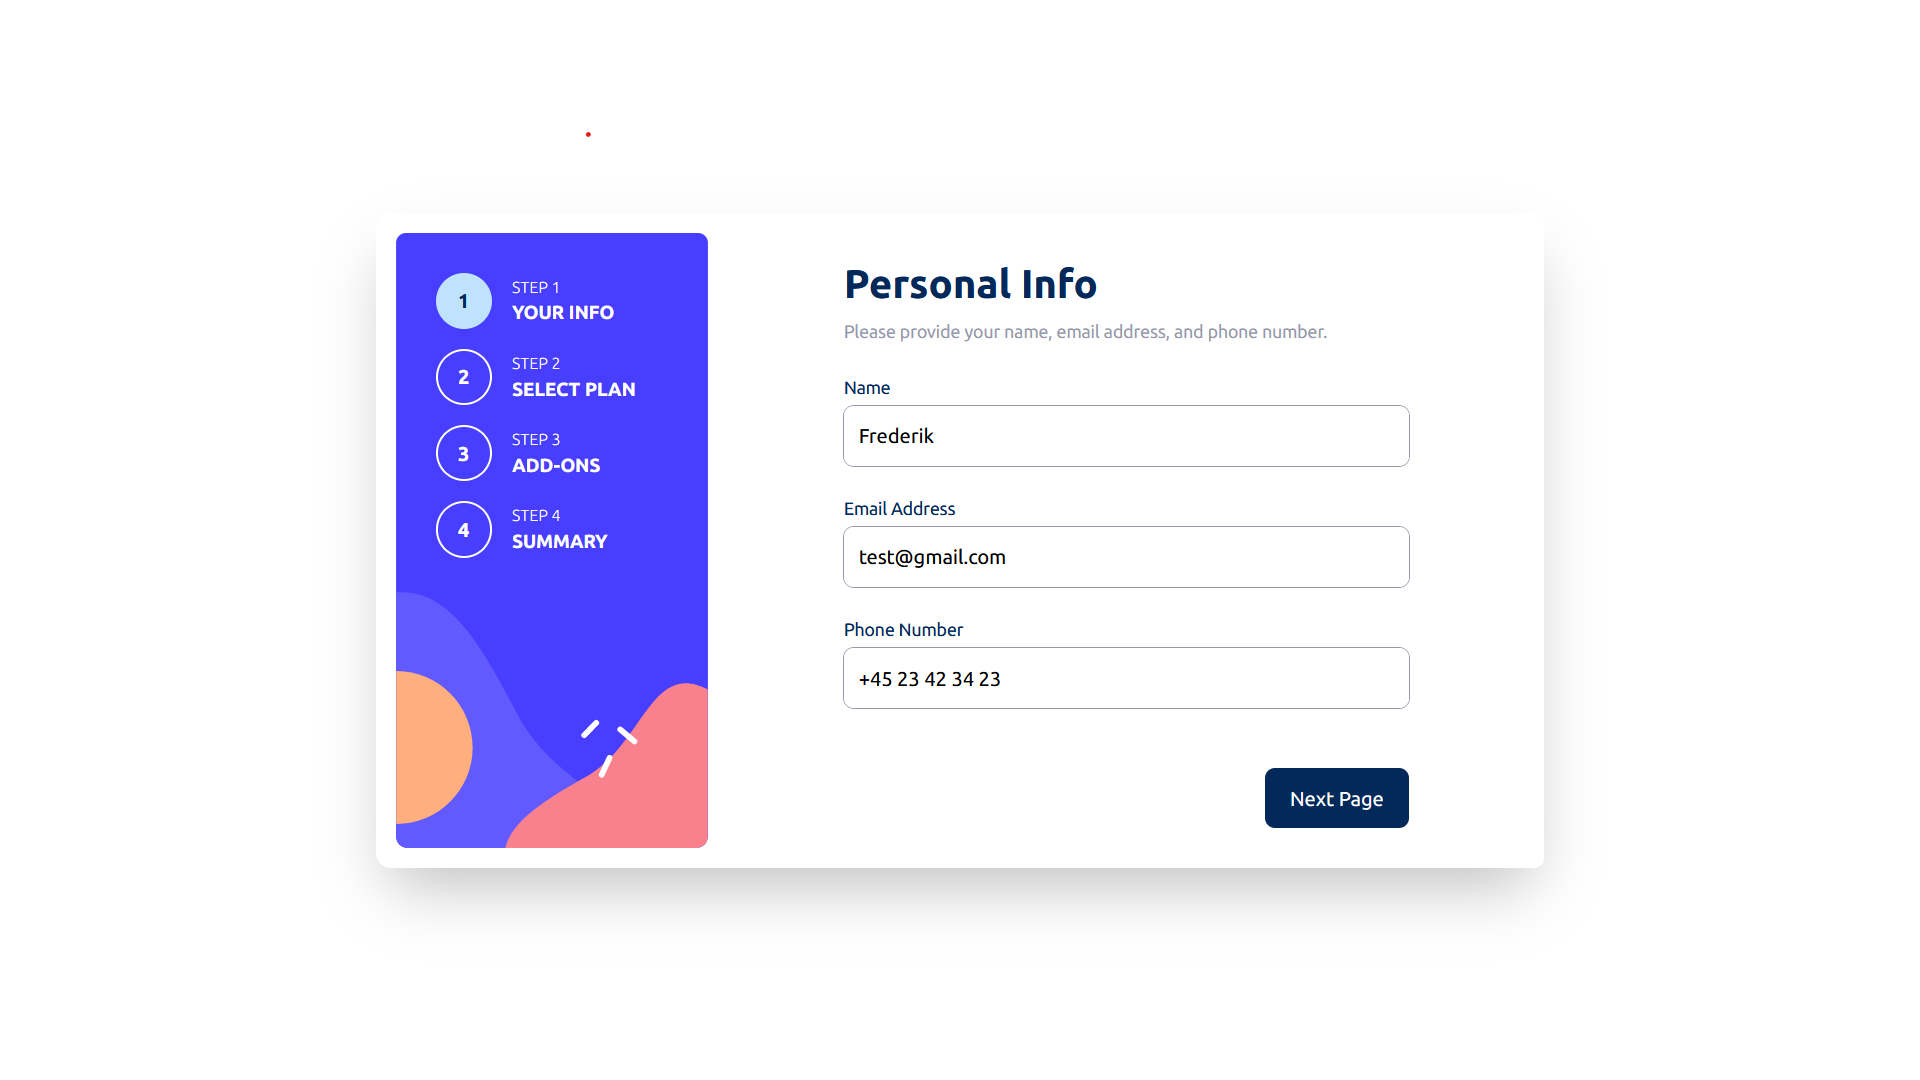 1
STEP 1
YOUR INFO
2
STEP 2
SELECT PLAN
3
STEP 3
ADD-ONS
4
STEP 4
SUMMARY
Personal Info
Please provide your name, email address, and phone number.
Name
Frederik
Email Address
test@gmail.com
Phone Number
+45 23 42 34 23
Next Page